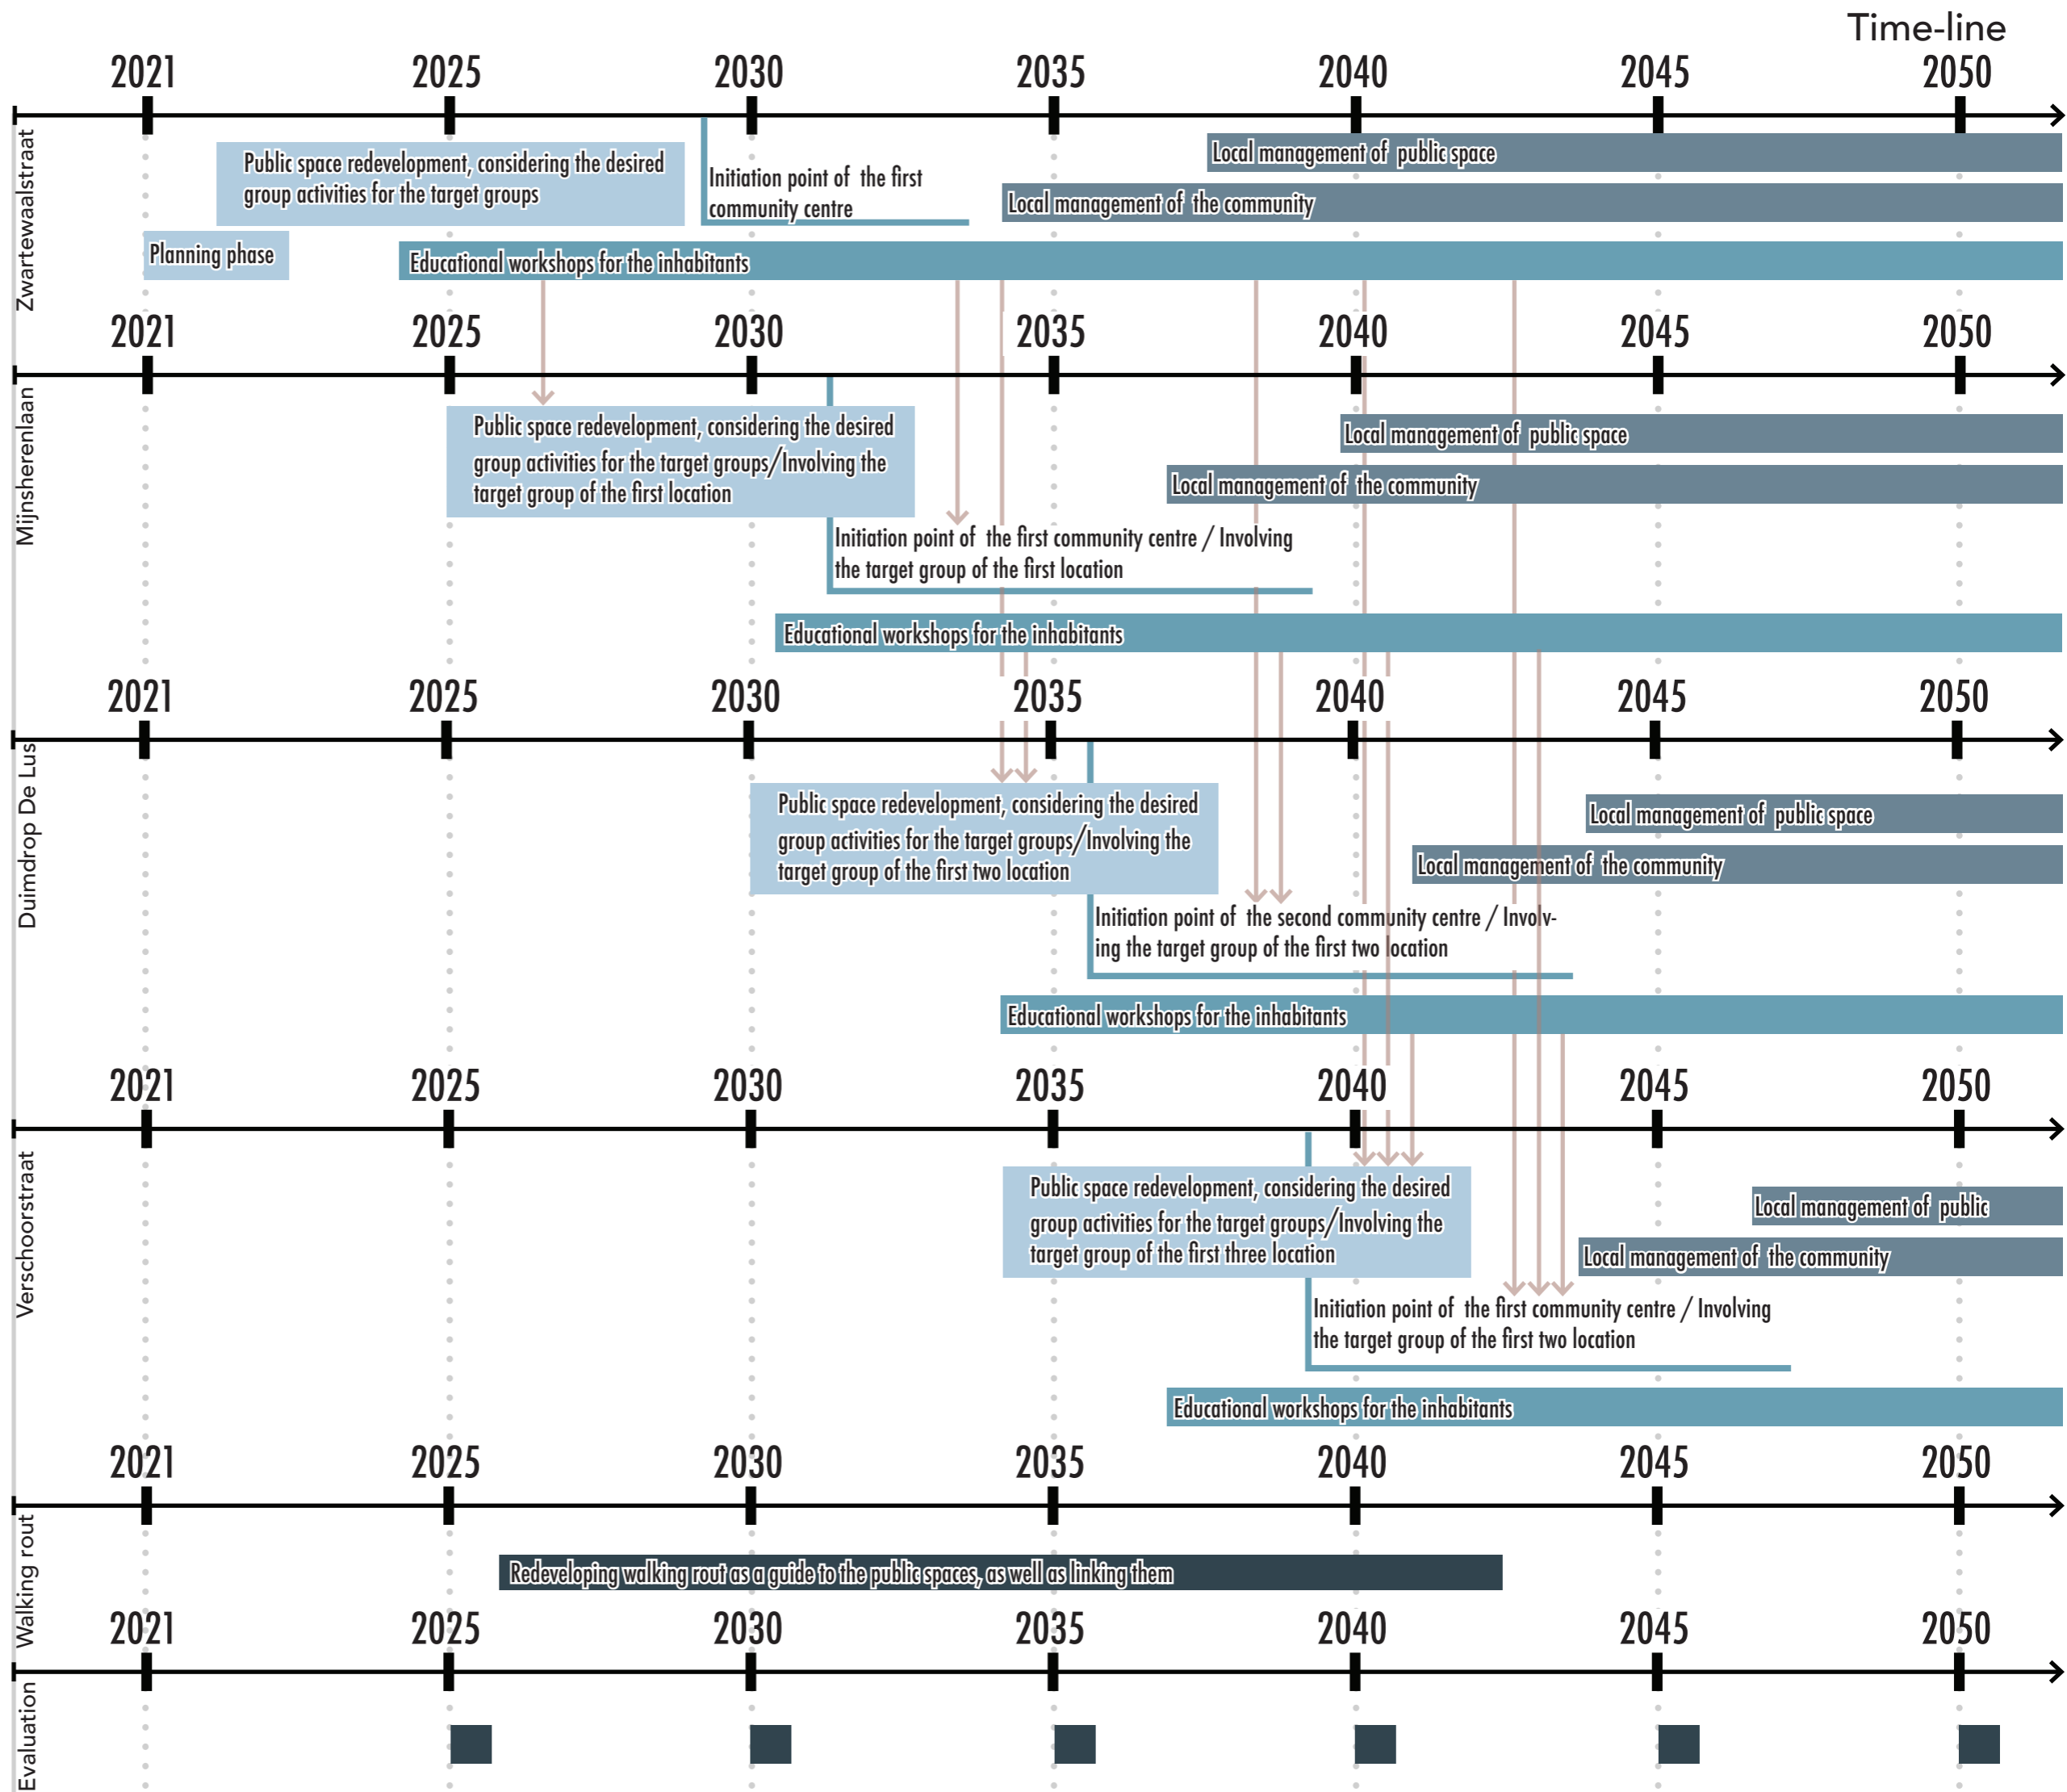 Time-line
2021 2025 2030 2035 2040 2045 2050
Zwartewaalstraat
Local management of public space
Public space redevelopment, considering the desired
group activities for the target groups
Initiation point of the first
community centre
Local management of the community
Planning phase
Educational workshops for the inhabitants
2021 2025 2030 2035 2040 2045 2050
Mijnsherenlaan
Public space redevelopment, considering the desired
group activities for the target groups/Involving the
target group of the first location
Local management of public space
Local management of the community
Initiation point of the first community centre / Involving
the target group of the first location
Educational workshops for the inhabitants
2021 2025 2030 2035 2040 2045 2050
Duimdrop De Lus
Public space redevelopment, considering the desired
group activities for the target groups/Involving the
target group of the first two location
Local management of public space
Local management of the community
Initiation point of the second community centre / Involv-
ing the target group of the first two location
Educational workshops for the inhabitants
2021 2025 2030 2035 2040 2045 2050
Verschoorstraat
Public space redevelopment, considering the desired
group activities for the target groups/Involving the
target group of the first three location
Local management of public
Local management of the community
Initiation point of the first community centre / Involving
the target group of the first two location
Educational workshops for the inhabitants
2021 2025 2030 2035 2040 2045 2050
Walking rout
Redeveloping walking rout as a guide to the public spaces, as well as linking them
2021 2025 2030 2035 2040 2045 2050
Evaluation